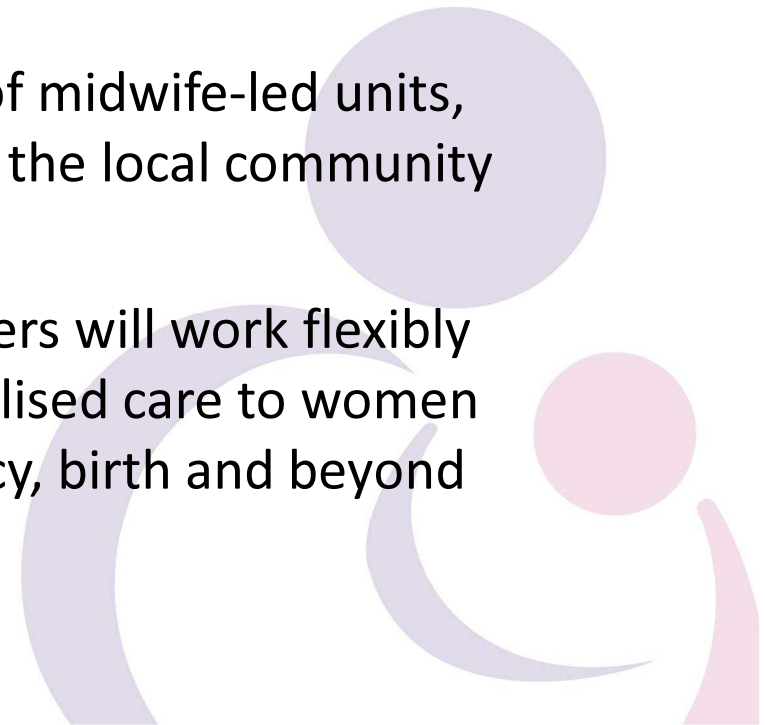 of midwife-led units,
the local community
ers will work flexibly
lised care to women
cy, birth and beyond